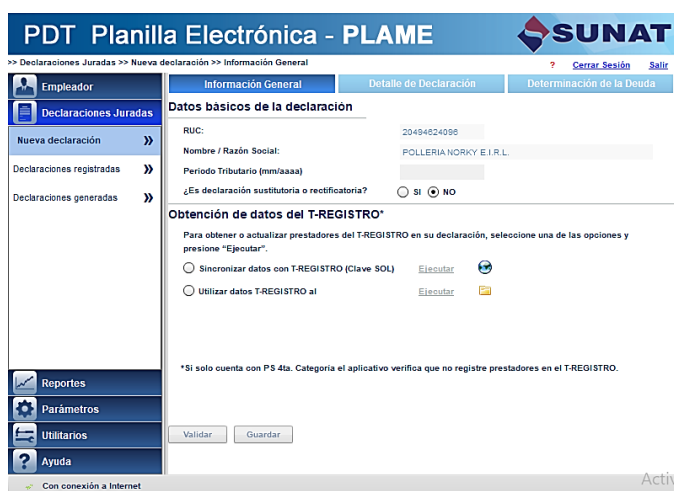 PDT Planilla Electrónica - PLAME
SUNAT
>> Declaraciones Juradas >> Nueva declaración >> Información General
? Cerrar Sesión Salir
Empleador
Declaraciones Juradas
Nueva declaración »
Declaraciones registradas »
Declaraciones generadas »
Información General Detalle de Declaración Determinación de la Deuda
Datos básicos de la declaración
RUC: 20494624096
Nombre / Razón Social: POLLERIA NORKY E.I.R.L.
Periodo Tributario (mm/aaaa)
¿Es declaración sustitutoria o rectificatoria? SI NO
Obtención de datos del T-REGISTRO*
Para obtener o actualizar prestadores del T-REGISTRO en su declaración, seleccione una de las opciones y
presione "Ejecutar".
Sincronizar datos con T-REGISTRO (Clave SOL) Ejecutar
Utilizar datos T-REGISTRO al Ejecutar
*Si solo cuenta con PS 4ta. Categoría el aplicativo verifica que no registre prestadores en el T-REGISTRO.
Validar Guardar
Reportes
Parámetros
Utilitarios
? Ayuda
Con conexión a Internet
Activ